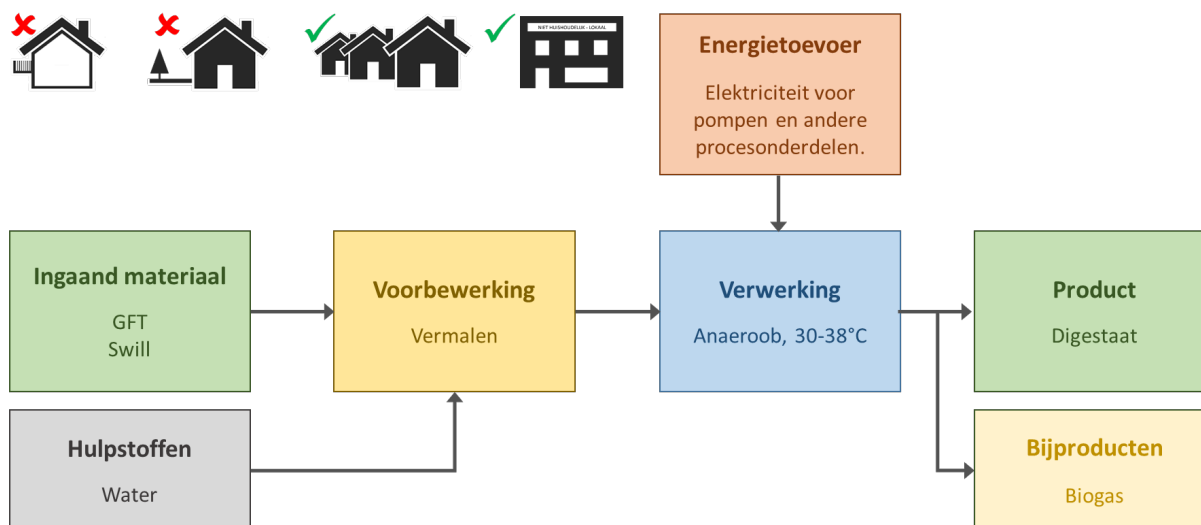 NIET HUISHOUDELIJK - LOKAAL
Energietoevoer
Elektriciteit voor
pompen en andere
procesonderdelen.
Ingaand materiaal
GFT
Swill
Voorbewerking
Vermalen
Verwerking
Anaeroob, 30-38°C
Product
Digestaat
Hulpstoffen
Water
Bijproducten
Biogas